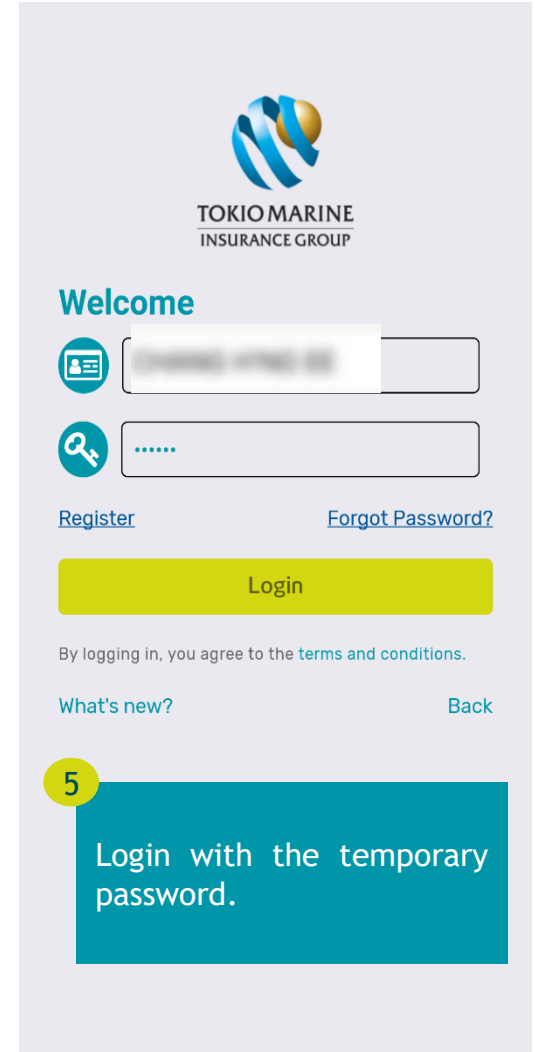 TOKIO MARINE
INSURANCE GROUP
Welcome
••••••
Register
Forgot Password?
Login
By logging in, you agree to the terms and conditions.
What's new?
Back
5
Login with the temporary
password.